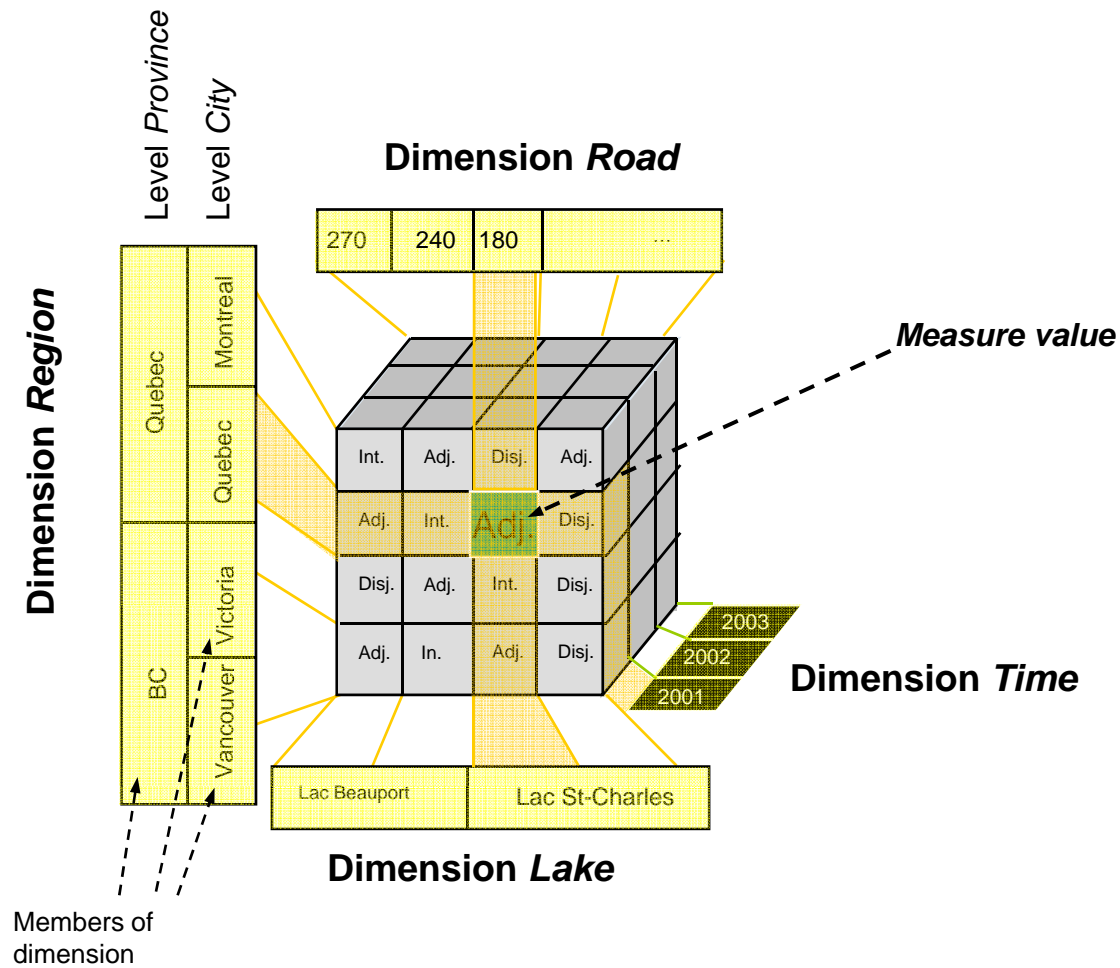 Level Province
Level City
Dimension Road
270 240 180 ...
Dimension Region
Quebec
BC
Montreal
Quebec
Victoria
Vancouver
Measure value
Int. Adj. Disj. Adj.
Adj. Int. Adj. Disj.
Disj. Adj. Int. Disj.
Adj. In. Adj. Disj.
2003
2002
2001
Dimension Time
Lac Beauport Lac St-Charles
Dimension Lake
Members of
dimension